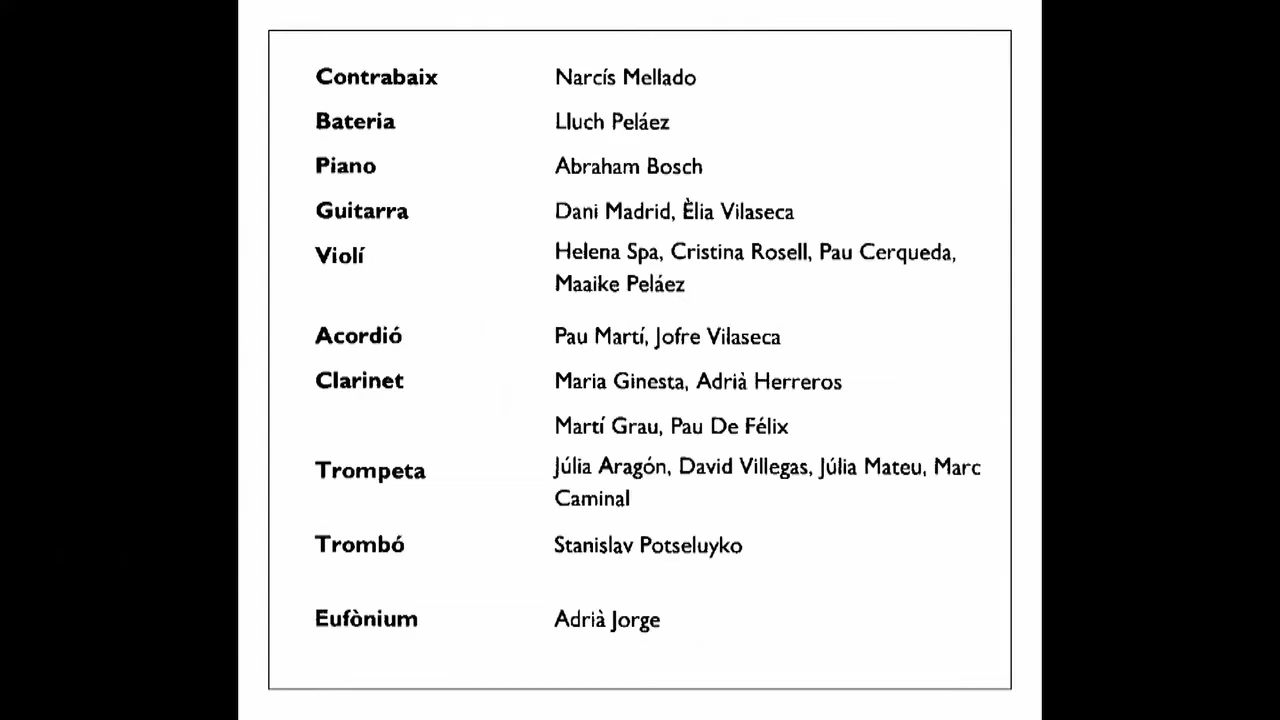 Contrabaix Narcís Mellado
Bateria Lluch Peláez
Piano Abraham Bosch
Guitarra Dani Madrid, Èlia Vilaseca
Violí Helena Spa, Cristina Rosell, Pau Cerqueda,
Maaike Peláez
Acordió Pau Martí, Jofre Vilaseca
Clarinet Maria Ginesta, Adrià Herreros
Martí Grau, Pau De Félix
Trompeta Júlia Aragón, David Villegas, Júlia Mateu, Marc
Caminal
Trombó Stanislav Potseluyko
Eufònium Adrià Jorge